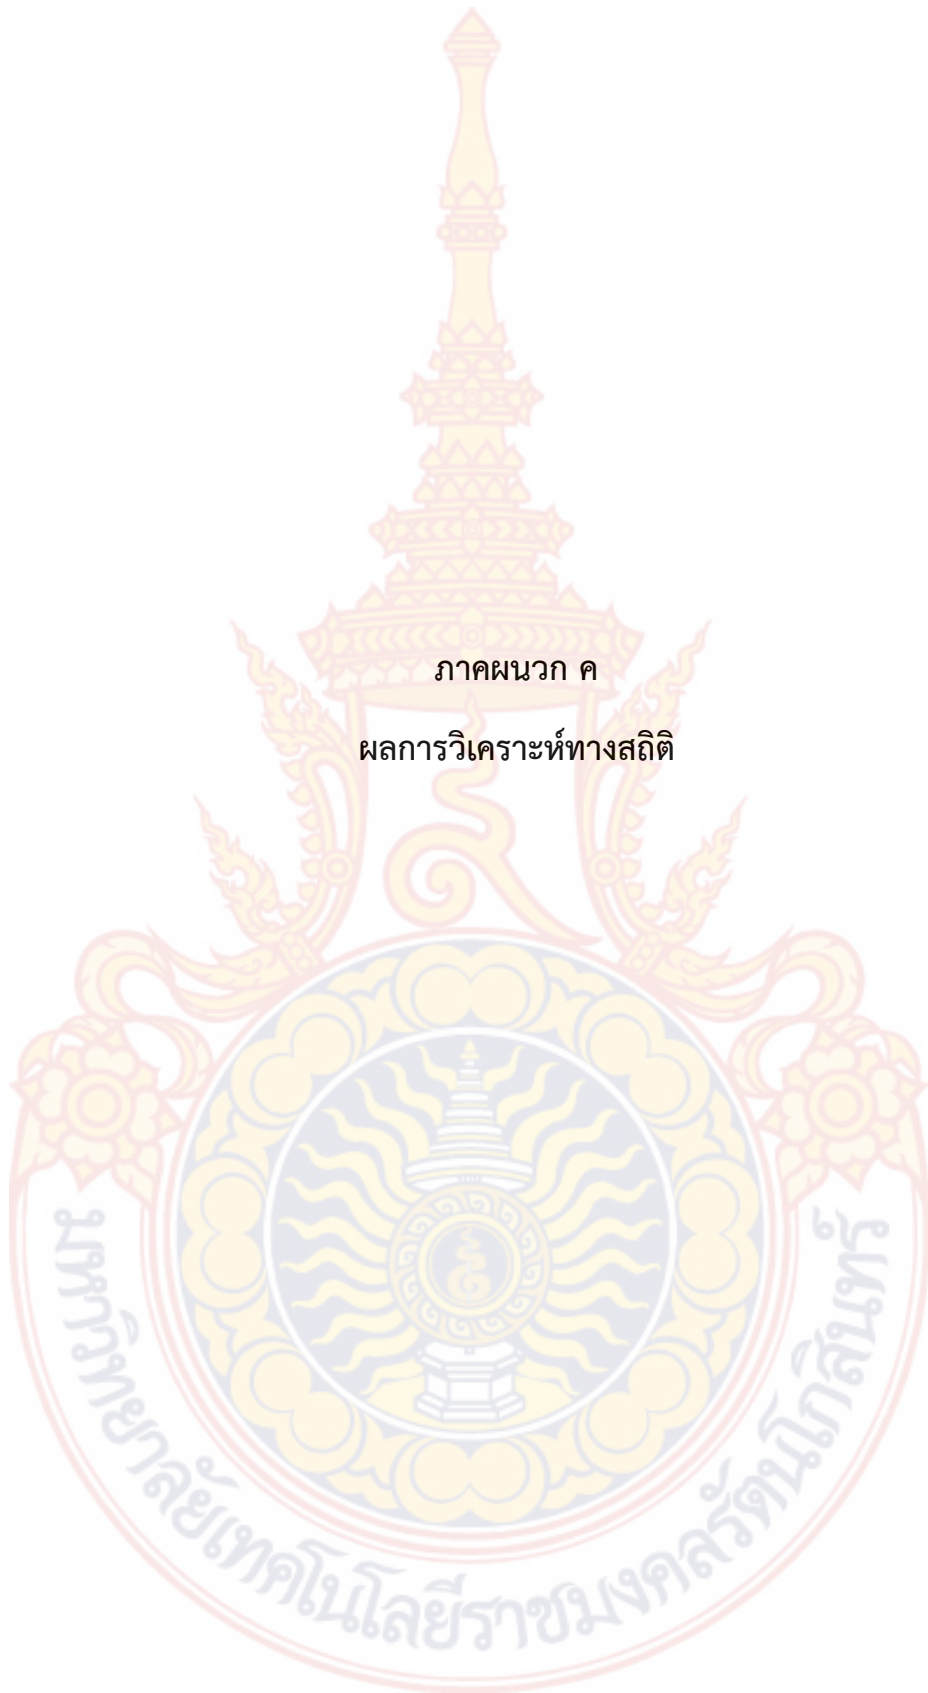 ภาคผนวก ค
ผลการวิเคราะห์ทางสถิติ
มหาวิทยาลัยเทคโนโลยีราชมงคลรัตนโกสินทร์